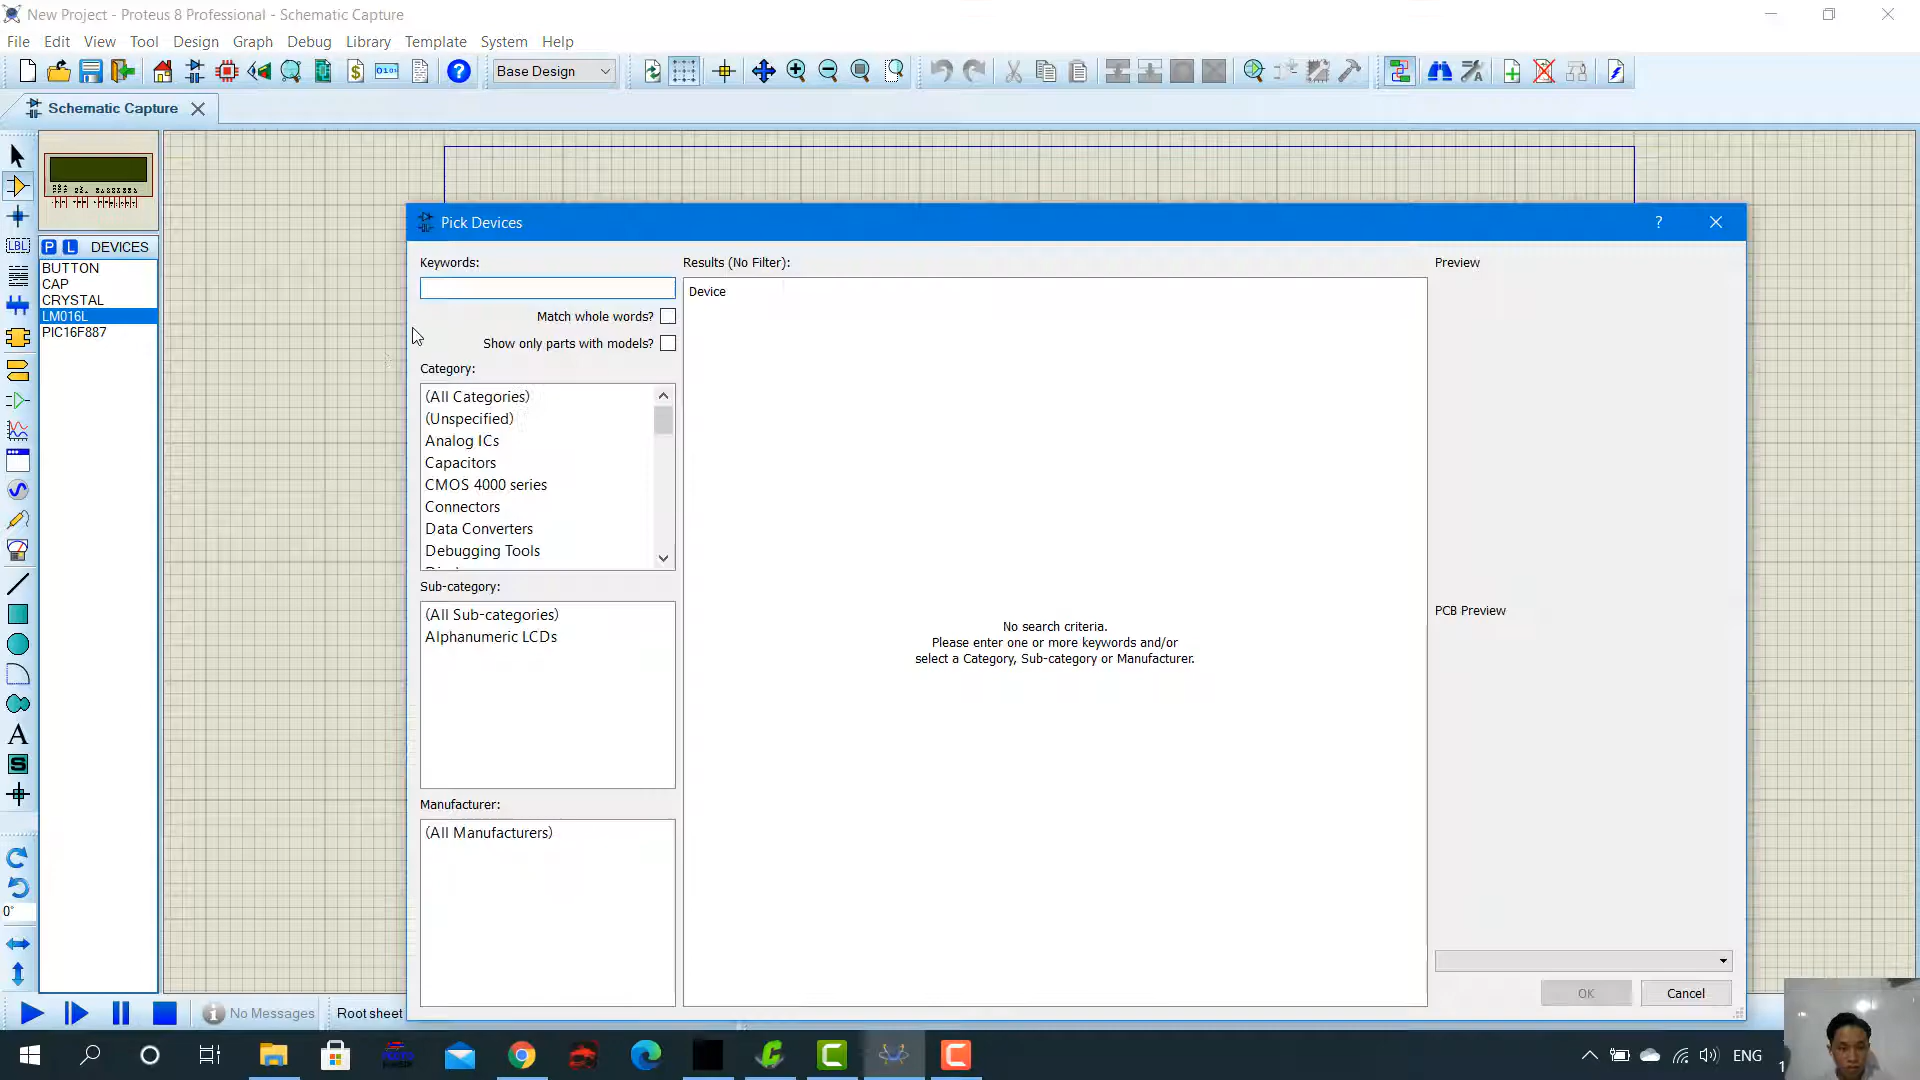 New Project - Proteus 8 Professional - Schematic Capture
File Edit View Tool Design Graph Debug Library Template System Help
Base Design
Schematic Capture
P L DEVICES
BUTTON
CAP
CRYSTAL
LM016L
PIC16F887
LBL
A
S
0°
Pick Devices
?
Keywords:
Match whole words?
Show only parts with models?
Category:
(All Categories)
(Unspecified)
Analog ICs
Capacitors
CMOS 4000 series
Connectors
Data Converters
Debugging Tools
Sub-category:
(All Sub-categories)
Alphanumeric LCDs
Manufacturer:
(All Manufacturers)
Results (No Filter):
Device
No search criteria.
Please enter one or more keywords and/or
select a Category, Sub-category or Manufacturer.
Preview
PCB Preview
OK Cancel
No Messages
Root sheet
ENG